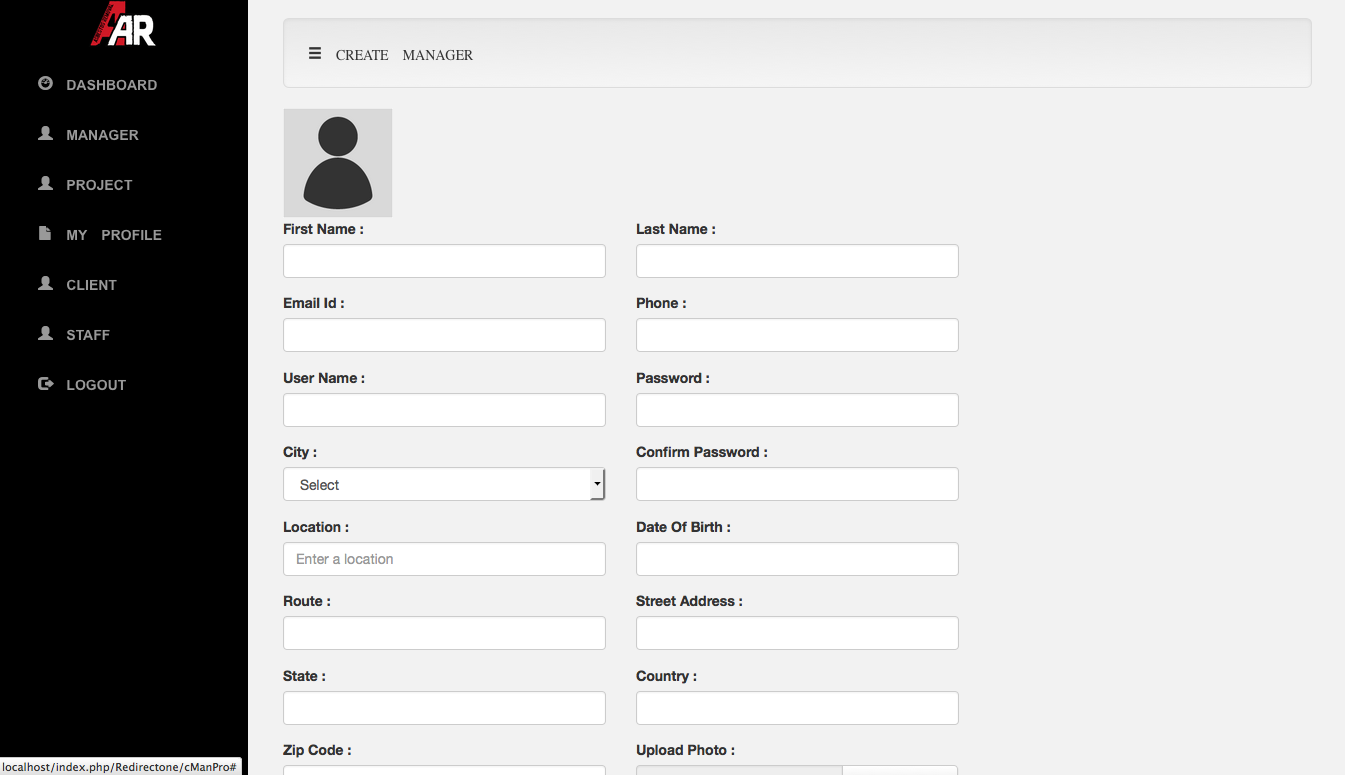 AAR
DASHBOARD
MANAGER
PROJECT
MY PROFILE
CLIENT
STAFF
LOGOUT
CREATE MANAGER
First Name :
Last Name :
Email Id :
Phone :
User Name :
Password :
City :
Confirm Password :
Select
Location :
Date Of Birth :
Enter a location
Route :
Street Address :
State :
Country :
Zip Code :
Upload Photo :
localhost/index.php/Redirectone/cManPro#